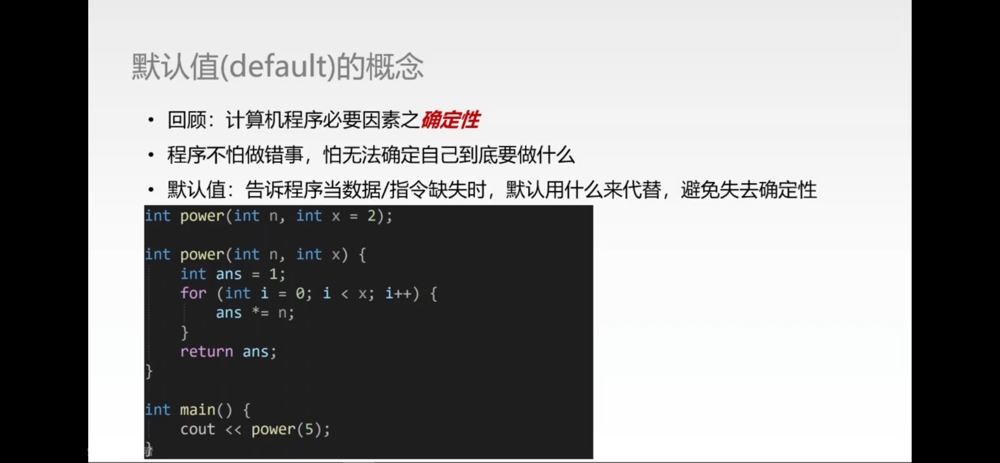 默认值(default)的概念
• 回顾：计算机程序必要因素之确定性
• 程序不怕做错事，怕无法确定自己到底要做什么
• 默认值：告诉程序当数据/指令缺失时，默认用什么来代替，避免失去确定性
int power(int n, int x = 2);
int power(int n, int x) {
int ans = 1;
for (int i = 0; i < x; i++) {
ans *= n;
}
return ans;
}
int main() {
cout << power(5);
}
看